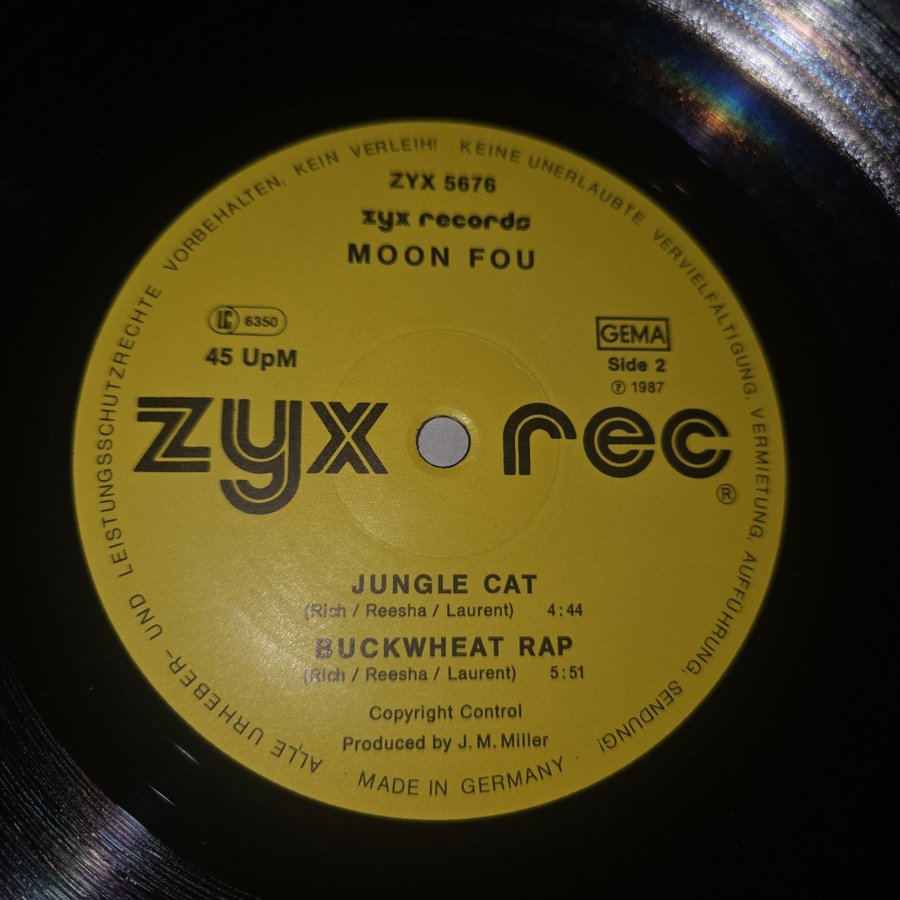 ALLE URHEBER- UND LEISTUNGSSCHUTZRECHTE VORBEHALTEN, KEIN VERLEIH! KEINE UNERLAUBTE VERVIELFÄLTIGUNG, VERMIETUNG, AUFFÜHRUNG, SENDUNG!
ZYX 5676
zyx records
MOON FOU
LC 6350
GEMA
45 UpM
Side 2
℗ 1987
zyx rec ®
JUNGLE CAT
(Rich / Reesha / Laurent) 4:44
BUCKWHEAT RAP
(Rich / Reesha / Laurent) 5:51
Copyright Control
Produced by J. M. Miller
MADE IN GERMANY